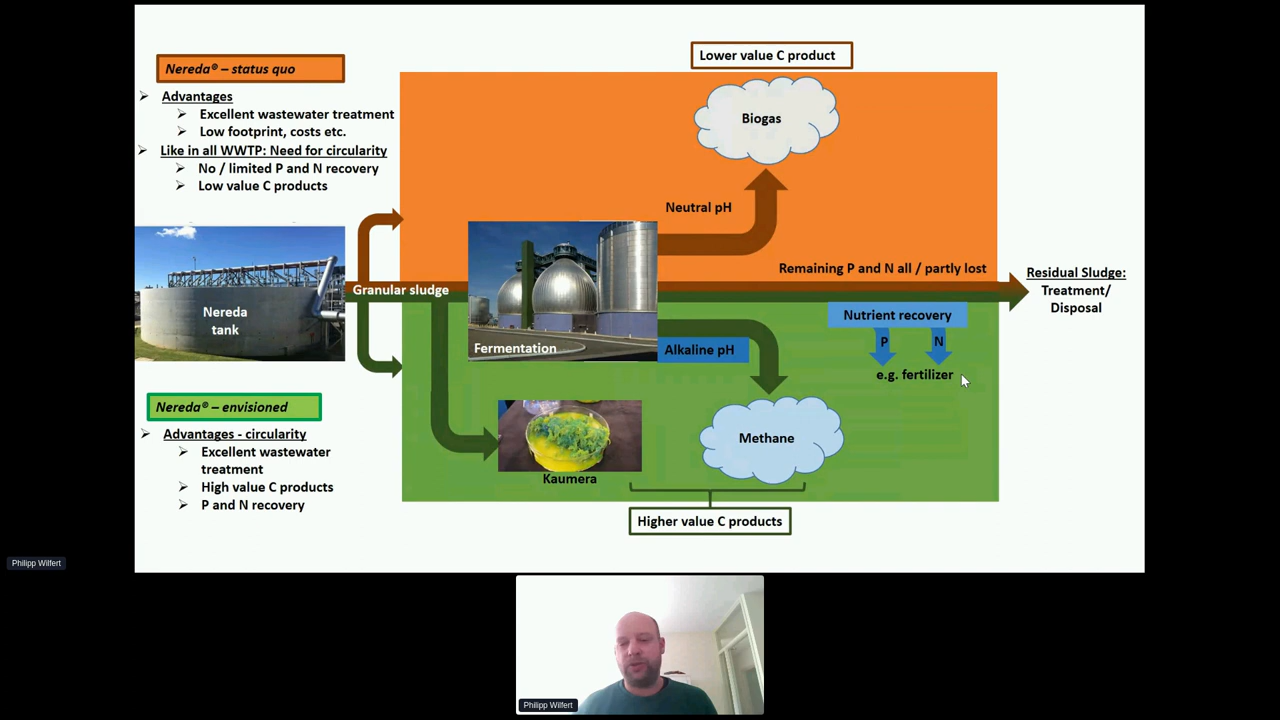 Nereda® – status quo
Advantages
Excellent wastewater treatment
Low footprint, costs etc.
Like in all WWTP: Need for circularity
No / limited P and N recovery
Low value C products
Lower value C product
Biogas
Neutral pH
Remaining P and N all / partly lost
Residual Sludge:
Treatment/
Disposal
Nereda
tank
Granular sludge
Fermentation
Nutrient recovery
P
N
e.g. fertilizer
Alkaline pH
Methane
Kaumera
Higher value C products
Nereda® – envisioned
Advantages - circularity
Excellent wastewater
treatment
High value C products
P and N recovery
Philipp Wilfert
Philipp Wilfert